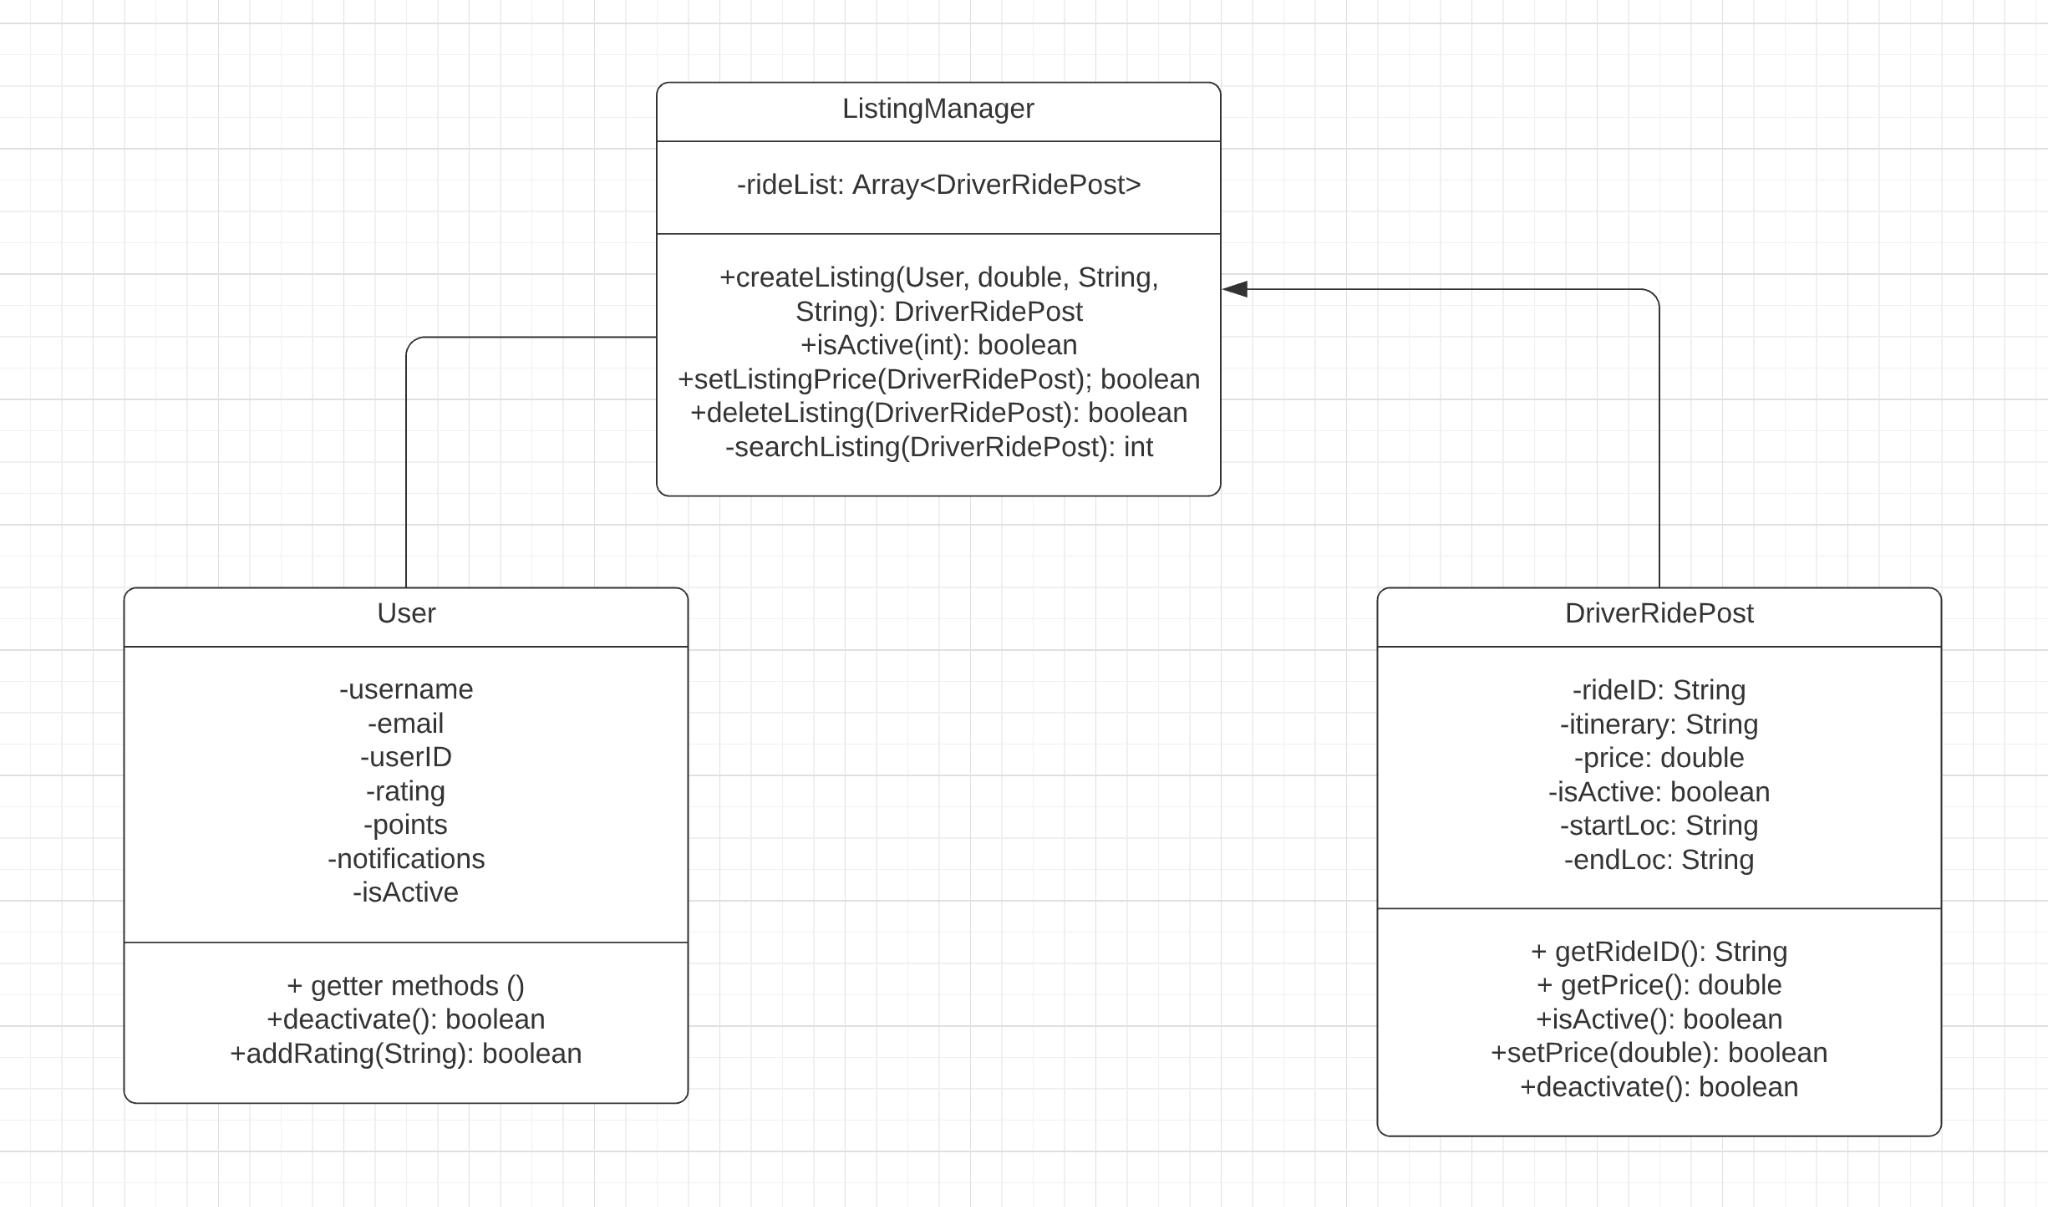 ListingManager
-rideList: Array<DriverRidePost>
+createListing(User, double, String,
String): DriverRidePost
+isActive(int): boolean
+setListingPrice(DriverRidePost); boolean
+deleteListing(DriverRidePost): boolean
-searchListing(DriverRidePost): int
User
-username
-email
-userID
-rating
-points
-notifications
-isActive
+ getter methods ()
+deactivate(): boolean
+addRating(String): boolean
DriverRidePost
-rideID: String
-itinerary: String
-price: double
-isActive: boolean
-startLoc: String
-endLoc: String
+ getRideID(): String
+ getPrice(): double
+isActive(): boolean
+setPrice(double): boolean
+deactivate(): boolean